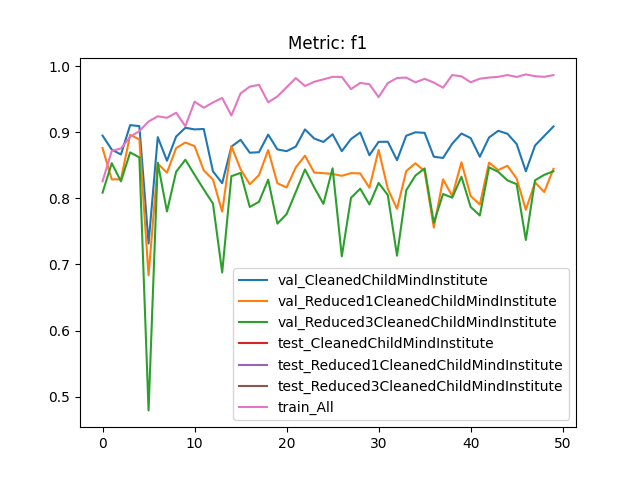 Metric: f1
1.0
0.9
0.8
0.7
0.6
0.5
0
10
20
30
40
50
val_CleanedChildMindInstitute
val_Reduced1CleanedChildMindInstitute
val_Reduced3CleanedChildMindInstitute
test_CleanedChildMindInstitute
test_Reduced1CleanedChildMindInstitute
test_Reduced3CleanedChildMindInstitute
train_All